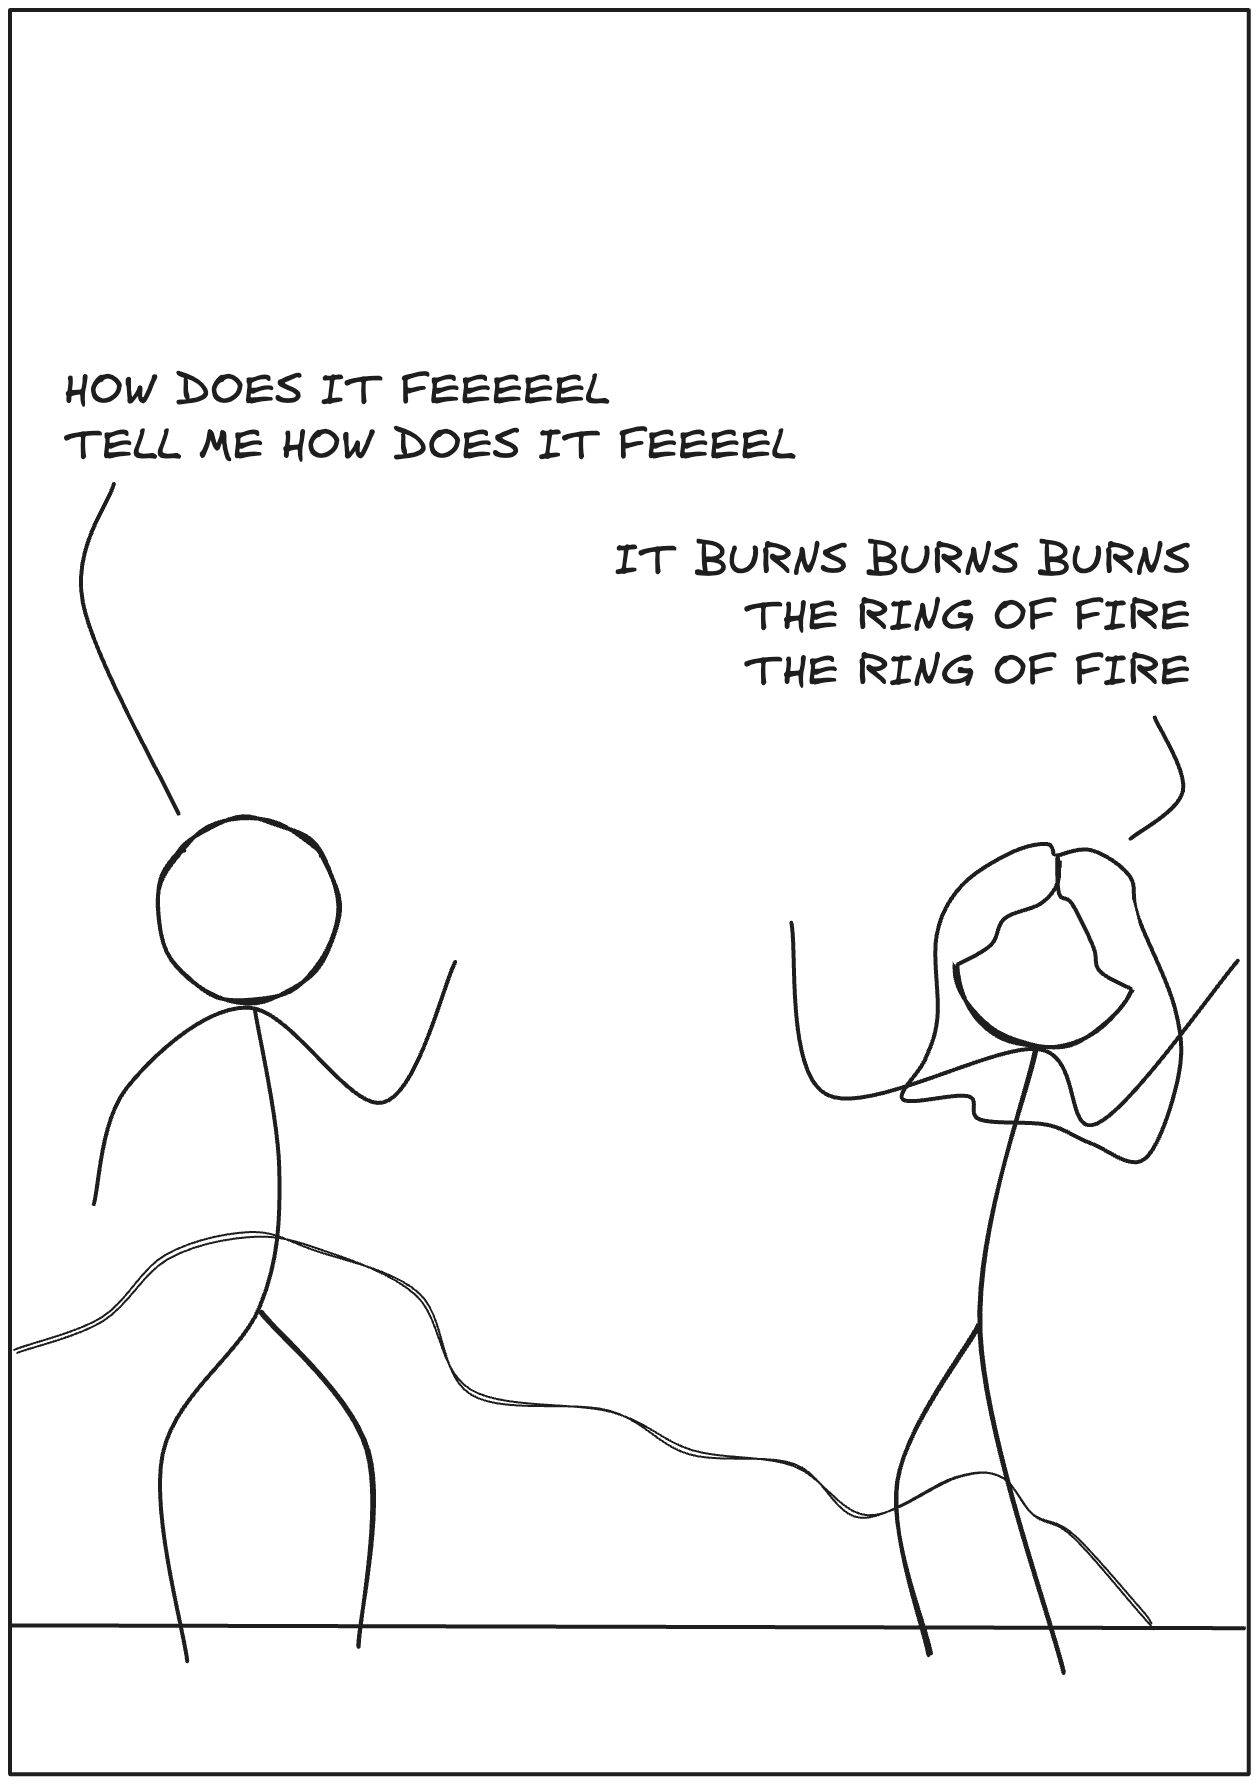 HOW DOES IT FEEEEEL
TELL ME HOW DOES IT FEEEEL
IT BURNS BURNS BURNS
THE RING OF FIRE
THE RING OF FIRE